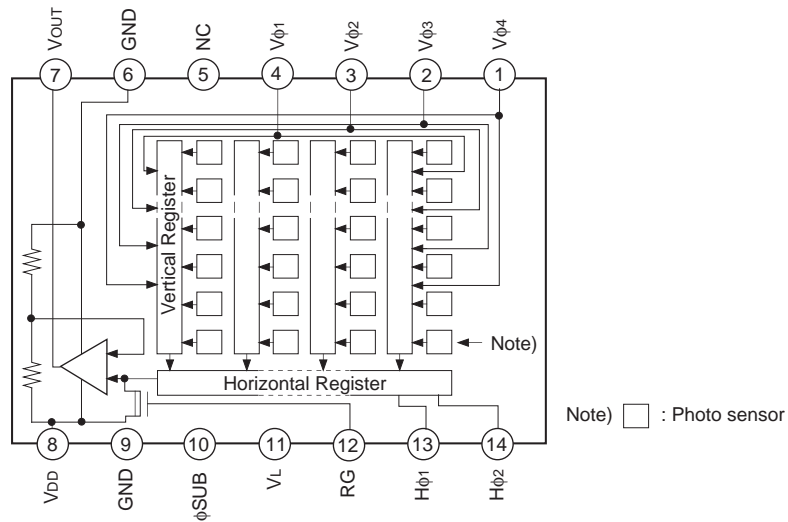 VOUT
GND
NC
Vφ1
Vφ2
Vφ3
Vφ4
7
6
5
4
3
2
1
Vertical Register
Note)
Horizontal Register
Note) : Photo sensor
8
9
10
11
12
13
14
VDD
GND
φSUB
VL
RG
Hφ1
Hφ2